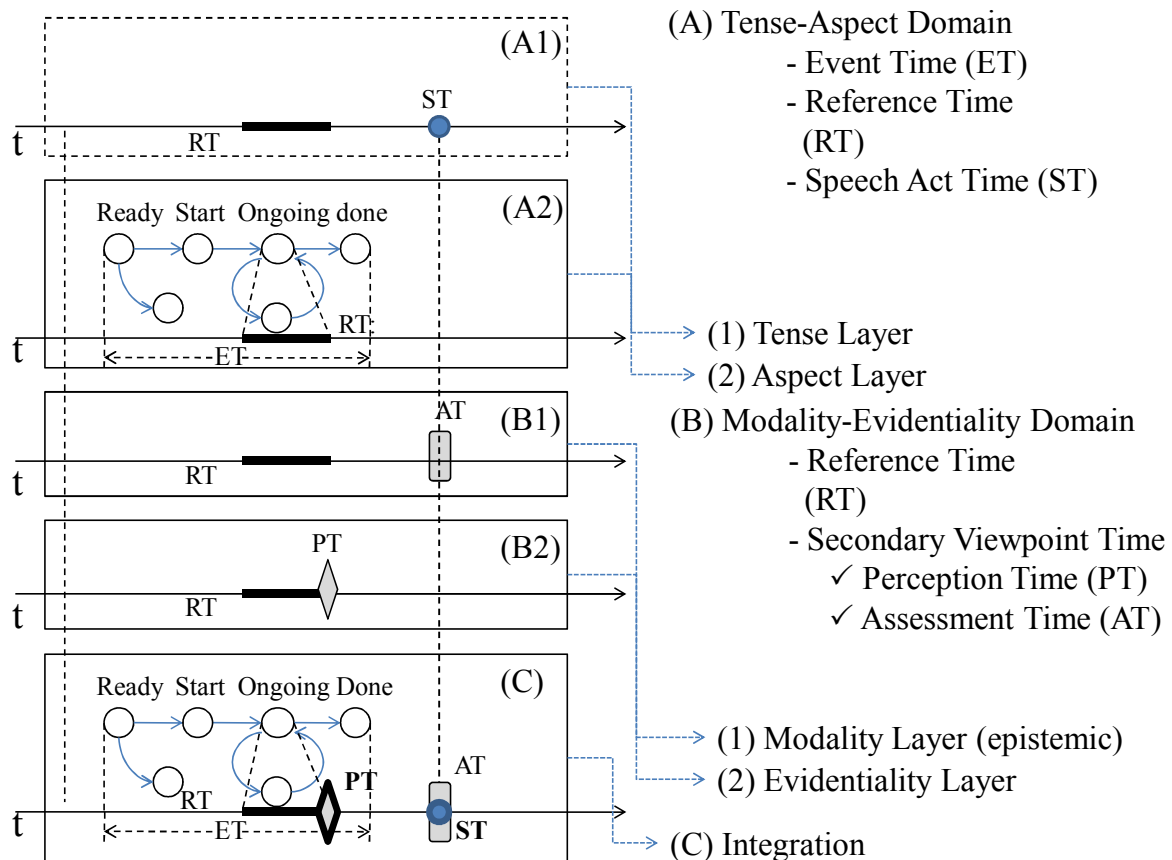 (A1)
ST
RT
t
(A2)
Ready Start Ongoing done
RT
t
ET
(B1)
AT
RT
t
(B2)
PT
RT
t
(C)
Ready Start Ongoing Done
PT
AT
RT
t
ET
ST
(A) Tense-Aspect Domain
- Event Time (ET)
- Reference Time
(RT)
- Speech Act Time (ST)
(1) Tense Layer
(2) Aspect Layer
(B) Modality-Evidentiality Domain
- Reference Time
(RT)
- Secondary Viewpoint Time
✓ Perception Time (PT)
✓ Assessment Time (AT)
(1) Modality Layer (epistemic)
(2) Evidentiality Layer
(C) Integration